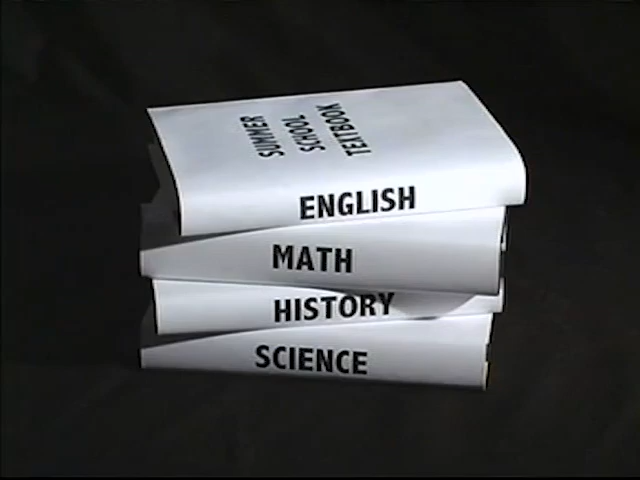 SUMMER
SCHOOL
TEXTBOOK
ENGLISH
MATH
HISTORY
SCIENCE